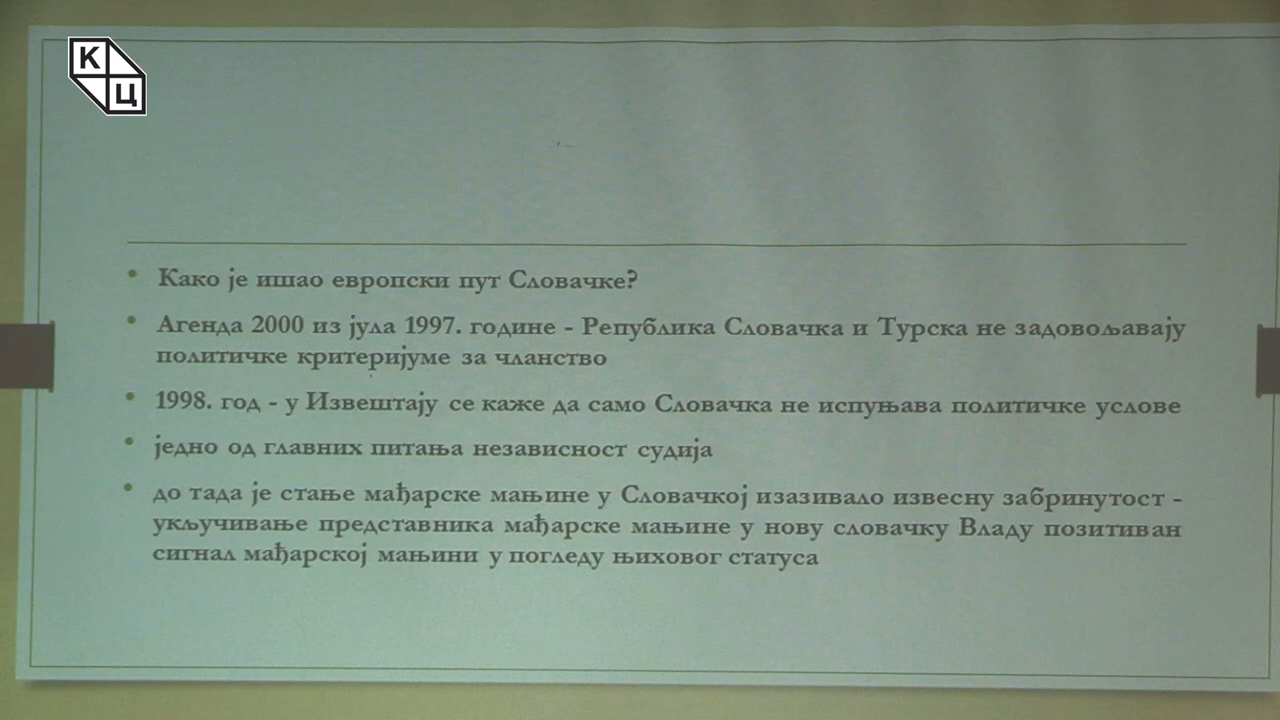 К
Ц
• Како је ишао европски пут Словачке?
• Агенда 2000 из јула 1997. године - Република Словачка и Турска не задовољавају
политичке критеријуме за чланство
• 1998. год - у Извештају се каже да само Словачка не испуњава политичке услове
• једно од главних питања независност судија
• до тада је стање мађарске мањине у Словачкој изазивало извесну забринутост -
укључивање представника мађарске мањине у нову словачку Владу позитиван
сигнал мађарској мањини у погледу њиховог статуса